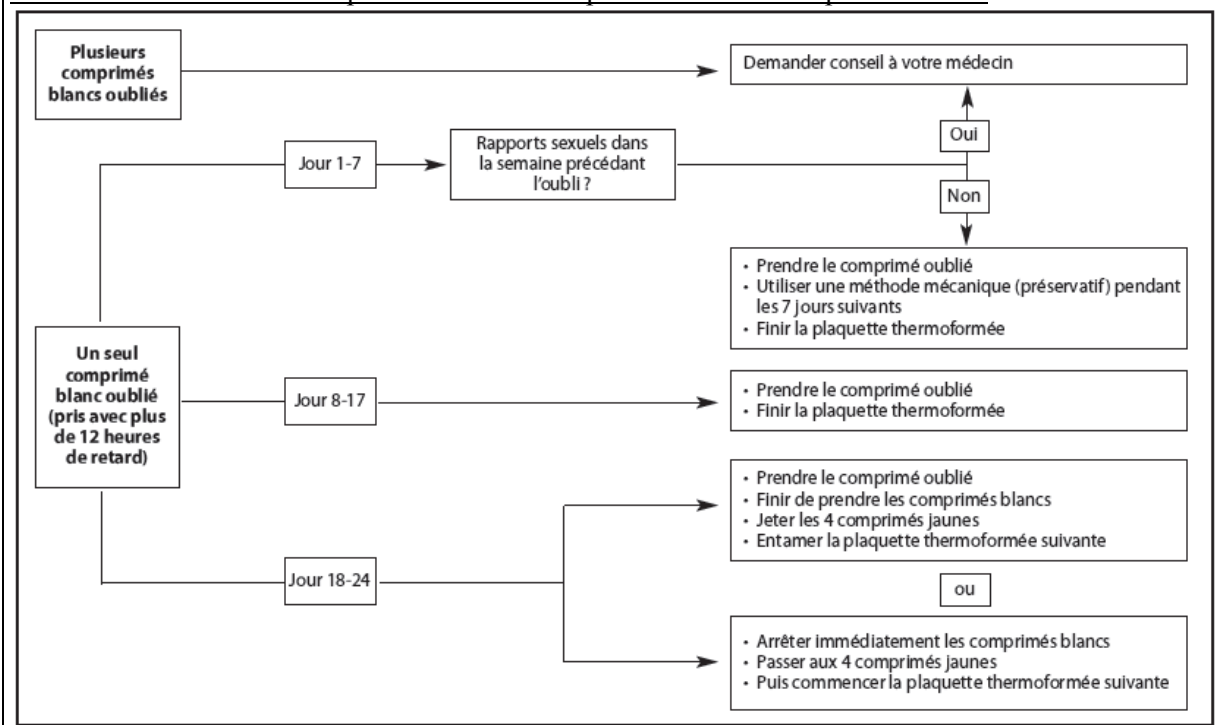 Plusieurs
comprimés
blancs oubliés
Demander conseil à votre médecin
Oui
Jour 1-7
Rapports sexuels dans
la semaine précédant
l'oubli ?
Non
• Prendre le comprimé oublié
• Utiliser une méthode mécanique (préservatif) pendant
les 7 jours suivants
• Finir la plaquette thermoformée
Un seul
comprimé
blanc oublié
(pris avec plus
de 12 heures
de retard)
Jour 8-17
• Prendre le comprimé oublié
• Finir la plaquette thermoformée
• Prendre le comprimé oublié
• Finir de prendre les comprimés blancs
• Jeter les 4 comprimés jaunes
• Entamer la plaquette thermoformée suivante
Jour 18-24
ou
• Arrêter immédiatement les comprimés blancs
• Passer aux 4 comprimés jaunes
• Puis commencer la plaquette thermoformée suivante